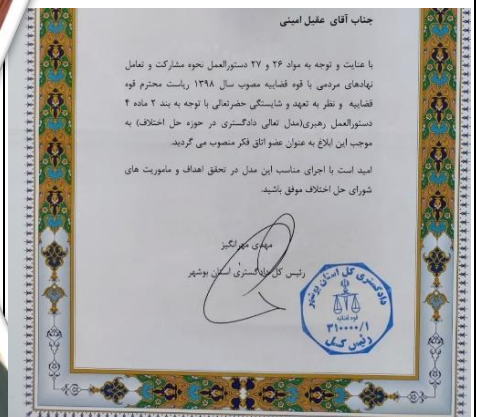 جناب آقای عقیل امینی
با عنایت و توجه به مواد ۲۶ و ۲۷ دستورالعمل نحوه مشارکت و تعامل
نهادهای مردمی با قوه قضاییه مصوب سال ۱۳۹۸ ریاست محترم قوه
قضاییه و نظر به تعهد و شایستگی حضرتعالی با توجه به بند ۲ ماده ۴
دستورالعمل رهبری(مدل تعالی دادگستری در حوزه حل اختلاف) به
موجب این ابلاغ به عنوان عضو اتاق فکر منصوب می گردید.
امید است با اجرای مناسب این مدل در تحقق اهداف و ماموریت های
شورای حل اختلاف موفق باشید.
مهدی مهرانگیز
رئیس کل دادگستری استان بوشهر
دادگستری کل استان بوشهر
قوه قضائیه
۳۱۰۰۰۰/۱
رئیس کل